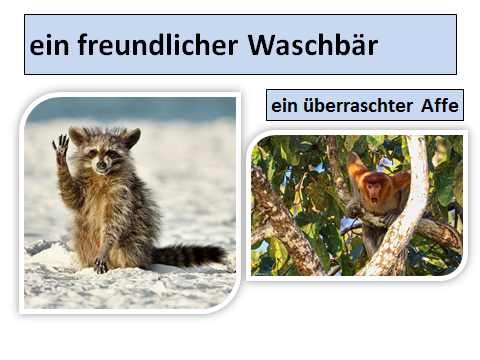 ein freundlicher Waschbär
ein überraschter Affe